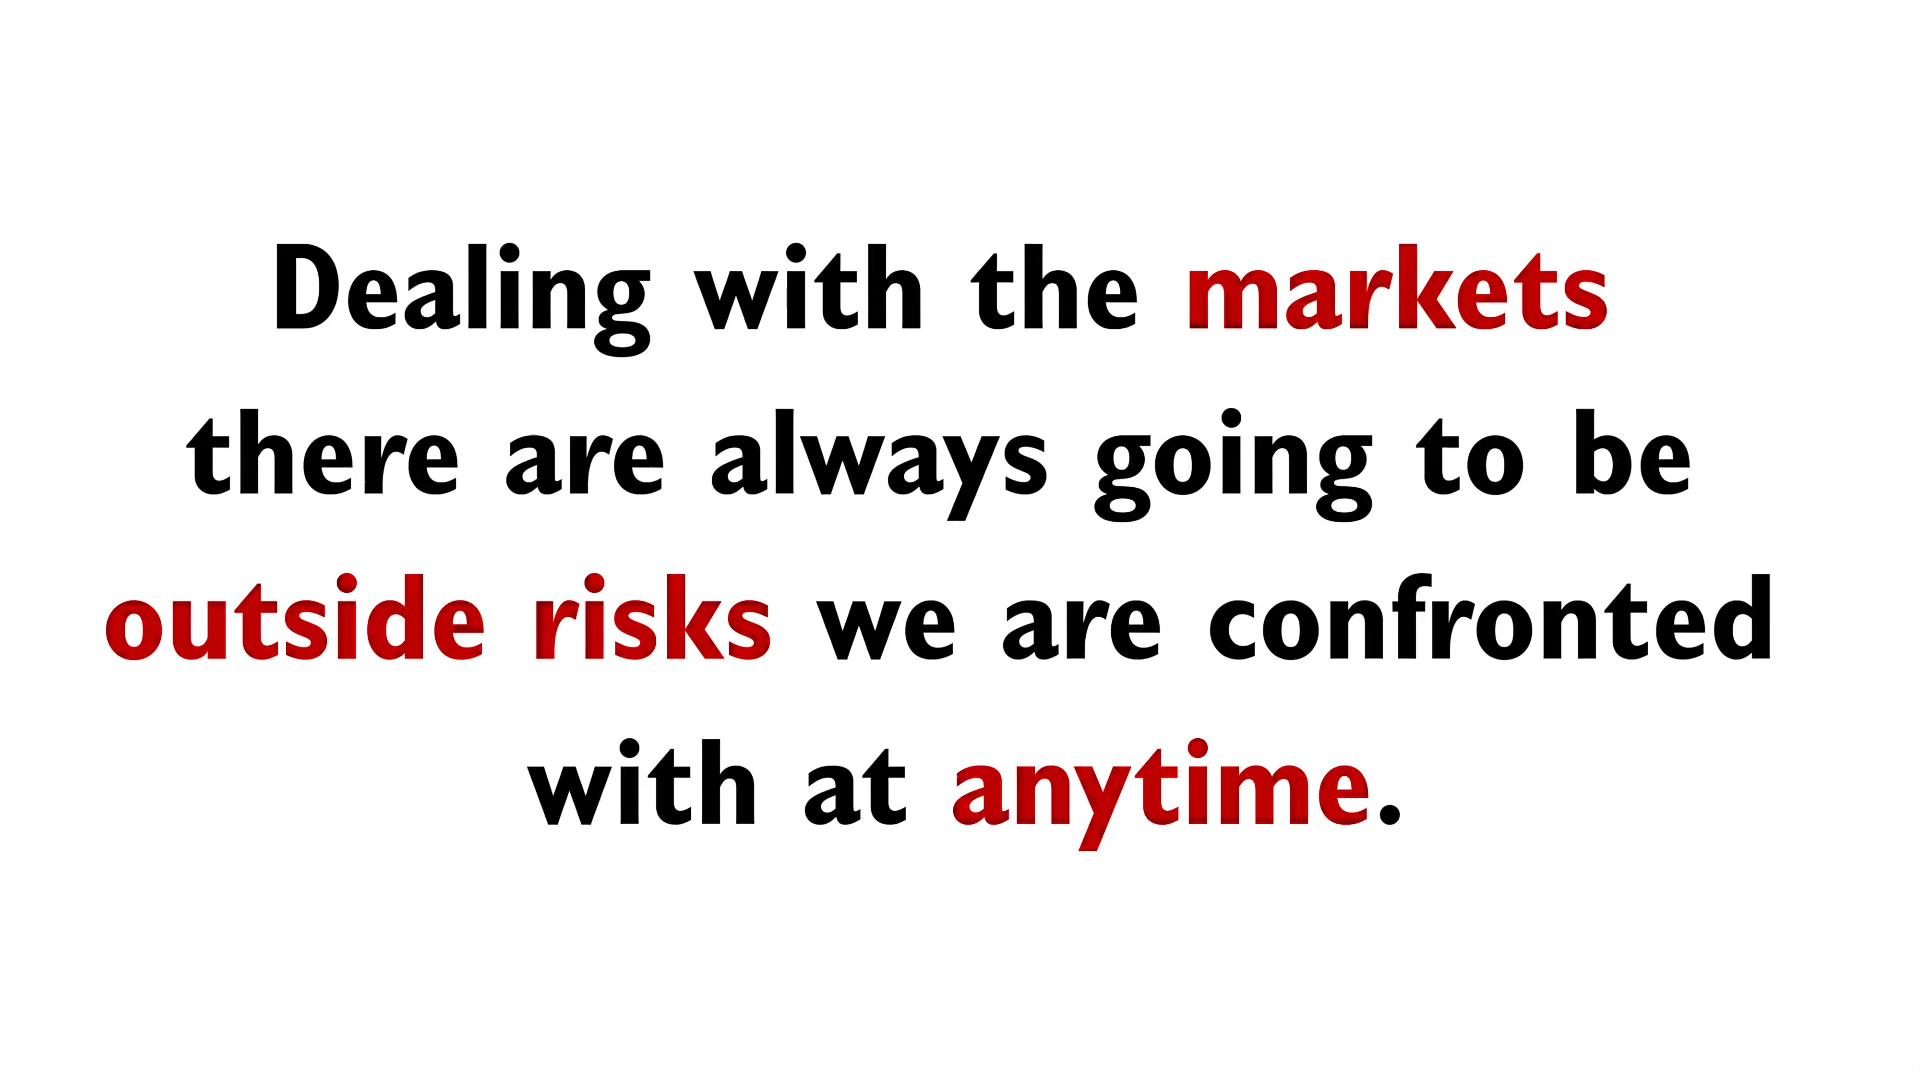 Dealing with the markets
there are always going to be
outside risks we are confronted
with at anytime.